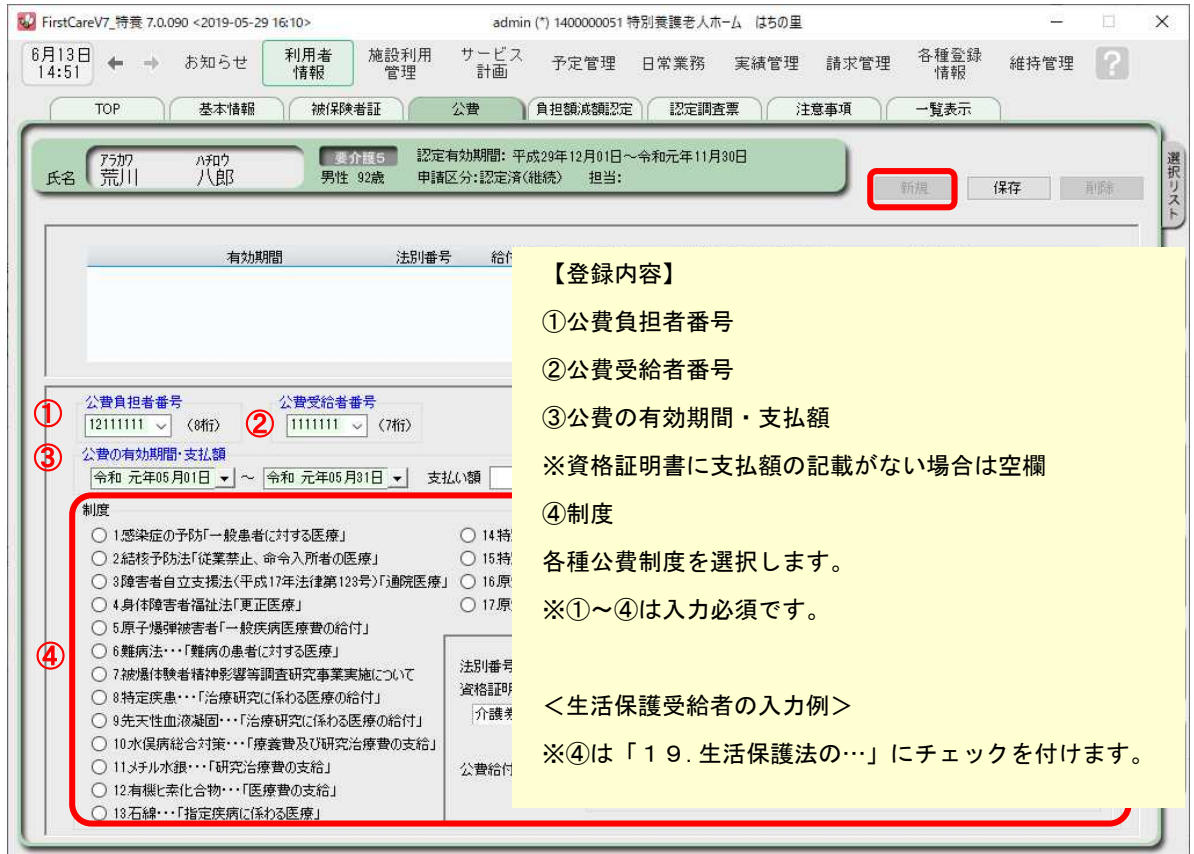 FirstCareV7_特養 7.0.090 <2019-05-29 16:10> admin (*) 1400000051 特別養護老人ホーム はちの里
6月13日
14:51
お知らせ
利用者
情報
施設利用
管理
サービス
計画
予定管理
日常業務
実績管理
請求管理
各種登録
情報
維持管理
?
TOP 基本情報 被保険者証 公費 負担額減額認定 認定調査票 注意事項 一覧表示
選択リスト
氏名
アラカワ ハチロウ
荒川 八郎
要介護5
男性 92歳
認定有効期間: 平成29年12月01日～令和元年11月30日
申請区分:認定済(継続) 担当:
新規 保存 削除
有効期間 法別番号
① 公費負担者番号
12111111 (8桁)
② 公費受給者番号
1111111 (7桁)
③ 公費の有効期間・支払額
令和 元年05月01日 ～ 令和 元年05月31日 支払い額
④
制度
1.感染症の予防「一般患者に対する医療」
2.結核予防法「従業禁止、命令入所者の医療」
3.障害者自立支援法(平成17年法律第123号)「通院医療」
4.身体障害者福祉法「更正医療」
5.原子爆弾被害者「一般疾病医療費の給付」
6.難病法・・・「難病の患者に対する医療」
7.被爆体験者精神影響等調査研究事業実施について
8.特定疾患・・・「治療研究に係わる医療の給付」
9.先天性血液凝固・・・「治療研究に係わる医療の給付」
10.水俣病総合対策・・・「療養費及び研究治療費の支給」
11.メチル水銀・・・「研究治療費の支給」
12.有機ヒ素化合物・・・「医療費の支給」
13.石綿・・・「指定疾病に係わる医療」
14.特
15.特
16.原
17.原
法別番号
資格証明
介護券
公費給付
【登録内容】
①公費負担者番号
②公費受給者番号
③公費の有効期間・支払額
※資格証明書に支払額の記載がない場合は空欄
④制度
各種公費制度を選択します。
※①～④は入力必須です。
＜生活保護受給者の入力例＞
※④は「１９．生活保護法の…」にチェックを付けます。